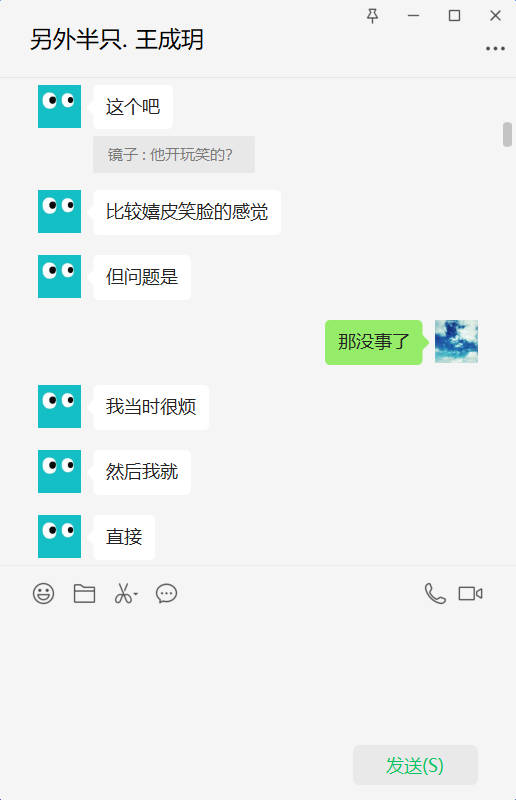 另外半只. 王成玥
这个吧
镜子 : 他开玩笑的?
比较嬉皮笑脸的感觉
但问题是
那没事了
我当时很烦
然后我就
直接
发送(S)